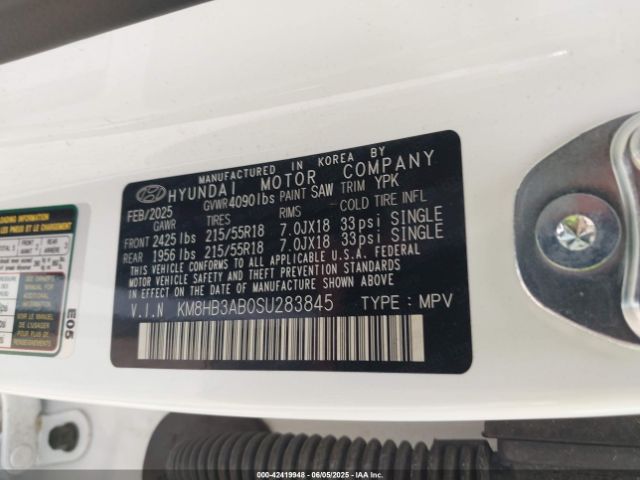 MANUFACTURED IN KOREA BY
HYUNDAI MOTOR COMPANY
FEB/2025 GVWR 4090lbs PAINT SAW TRIM YPK
GAWR TIRES RIMS COLD TIRE INFL
FRONT 2425 lbs 215/55R18 7.0JX18 33psi SINGLE
REAR 1956 lbs 215/55R18 7.0JX18 33psi SINGLE
THIS VEHICLE CONFORMS TO ALL APPLICABLE U.S.A. FEDERAL
MOTOR VEHICLE SAFETY, BUMPER, AND THEFT PREVENTION STANDARDS
IN EFFECT ON THE DATE OF MANUFACTURE SHOWN ABOVE.
V.I.N KM8HB3AB0SU283845 TYPE : MPV
E05
000-42419948 - 06/05/2025 - IAA Inc.